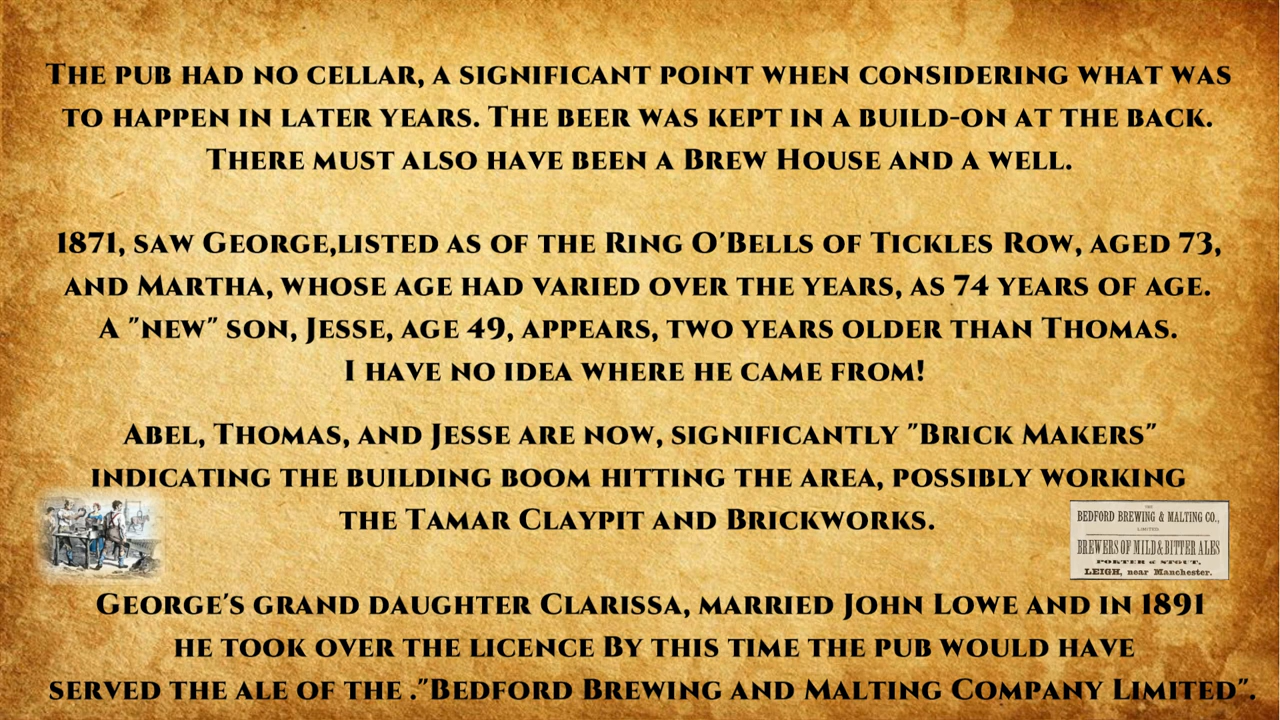 The pub had no cellar, a significant point when considering what was
to happen in later years. The beer was kept in a build-on at the back.
There must also have been a Brew House and a well.
1871, saw George,listed as of the Ring O'Bells of Tickles Row, aged 73,
and Martha, whose age had varied over the years, as 74 years of age.
A "new" son, Jesse, age 49, appears, two years older than Thomas.
I have no idea where he came from!
Abel, Thomas, and Jesse are now, significantly "Brick Makers"
indicating the building boom hitting the area, possibly working
the Tamar Claypit and Brickworks.
THE
BEDFORD BREWING & MALTING CO.,
LIMITED
BREWERS OF MILD & BITTER ALES
PORTER & STOUT,
LEIGH, near Manchester.
George's grand daughter Clarissa, married John Lowe and in 1891
he took over the licence By this time the pub would have
served the ale of the ."Bedford Brewing and Malting Company Limited".